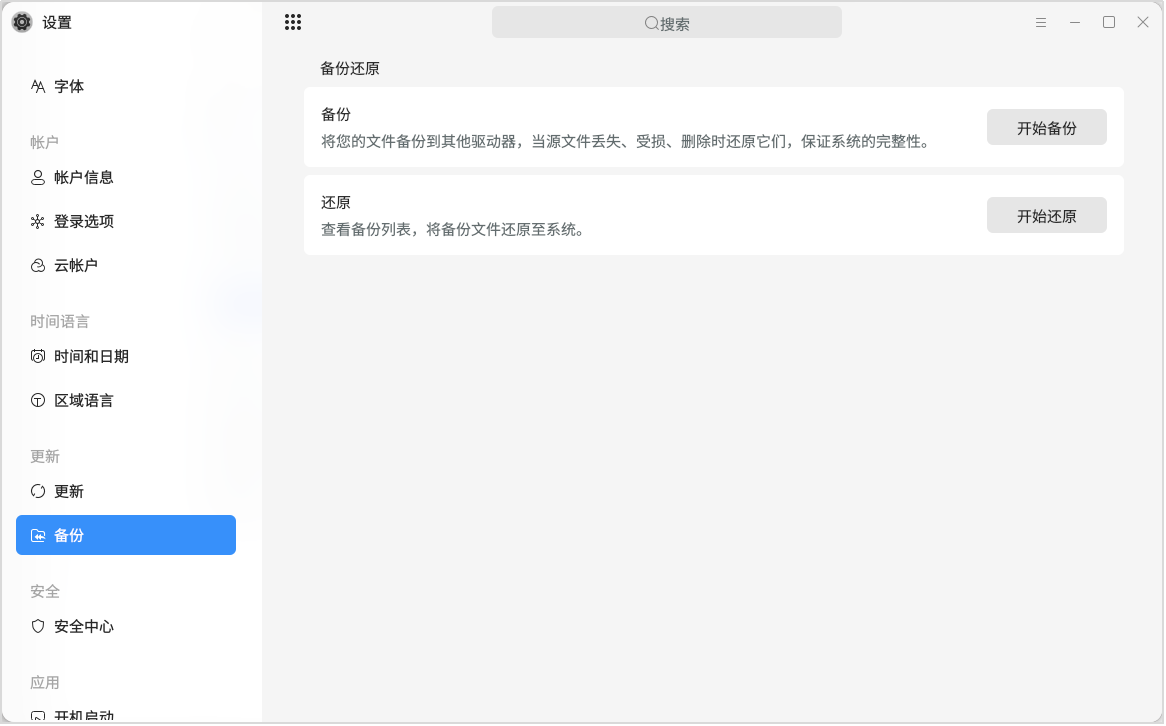 设置
搜索
字体
帐户
帐户信息
登录选项
云帐户
时间语言
时间和日期
区域语言
更新
更新
备份
安全
安全中心
应用
开机启动
备份还原
备份
将您的文件备份到其他驱动器，当源文件丢失、受损、删除时还原它们，保证系统的完整性。
开始备份
还原
查看备份列表，将备份文件还原至系统。
开始还原